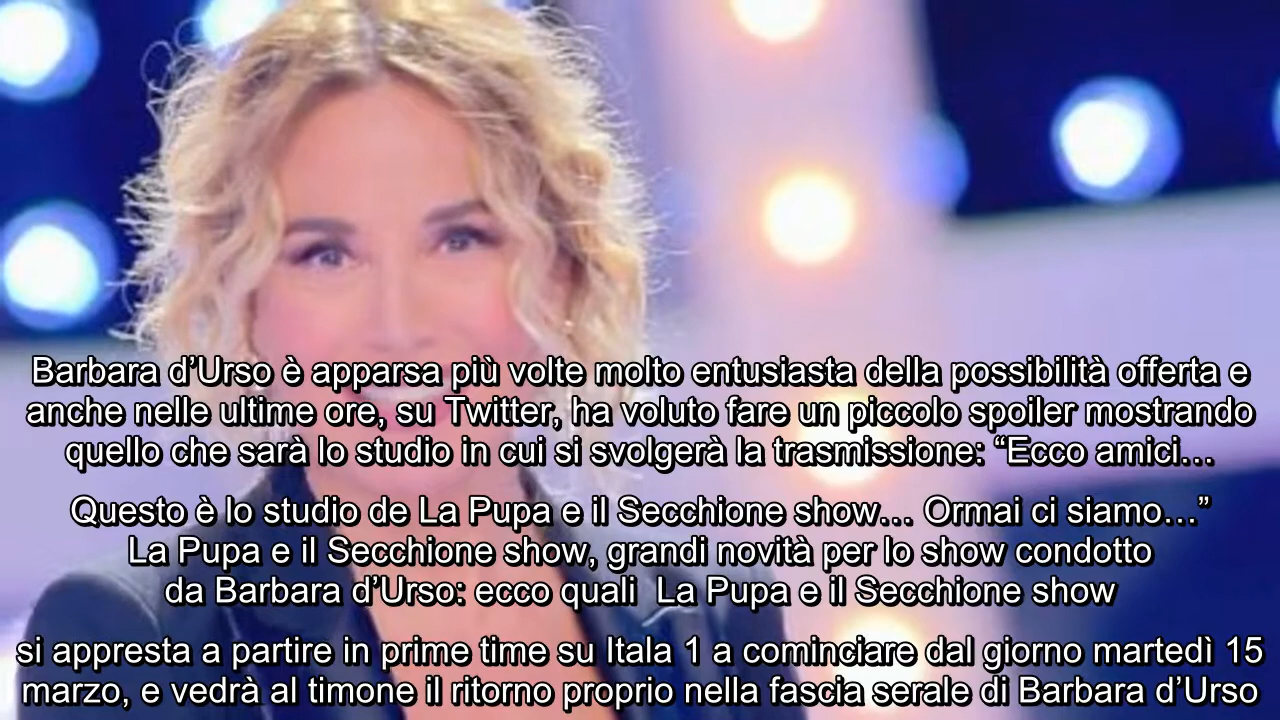 Barbara d’Urso è apparsa più volte molto entusiasta della possibilità offerta e
anche nelle ultime ore, su Twitter, ha voluto fare un piccolo spoiler mostrando
quello che sarà lo studio in cui si svolgerà la trasmissione: “Ecco amici…
Questo è lo studio de La Pupa e il Secchione show… Ormai ci siamo…”
La Pupa e il Secchione show, grandi novità per lo show condotto
da Barbara d’Urso: ecco quali  La Pupa e il Secchione show
si appresta a partire in prime time su Itala 1 a cominciare dal giorno martedì 15
marzo, e vedrà al timone il ritorno proprio nella fascia serale di Barbara d’Urso